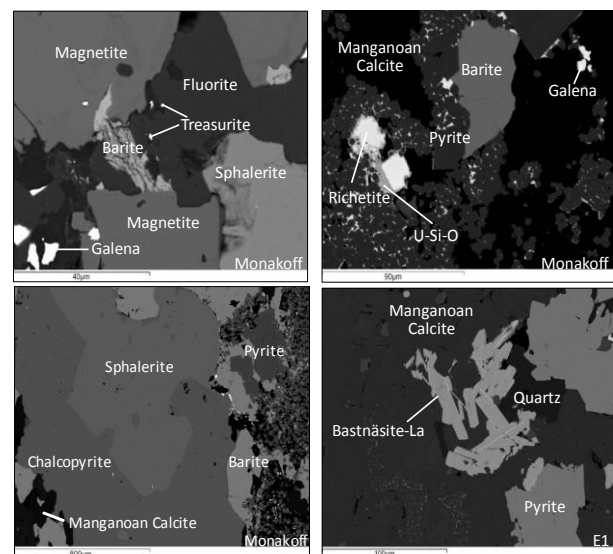 Magnetite
Fluorite
Treasurite
Barite
Sphalerite
Magnetite
Galena
Monakoff
40µm
Manganoan
Calcite
Barite
Galena
Pyrite
Richetite
U-Si-O
Monakoff
90µm
Sphalerite
Pyrite
Chalcopyrite
Barite
Manganoan Calcite
Monakoff
800µm
Manganoan
Calcite
Quartz
Bastnäsite-La
Pyrite
E1
100µm